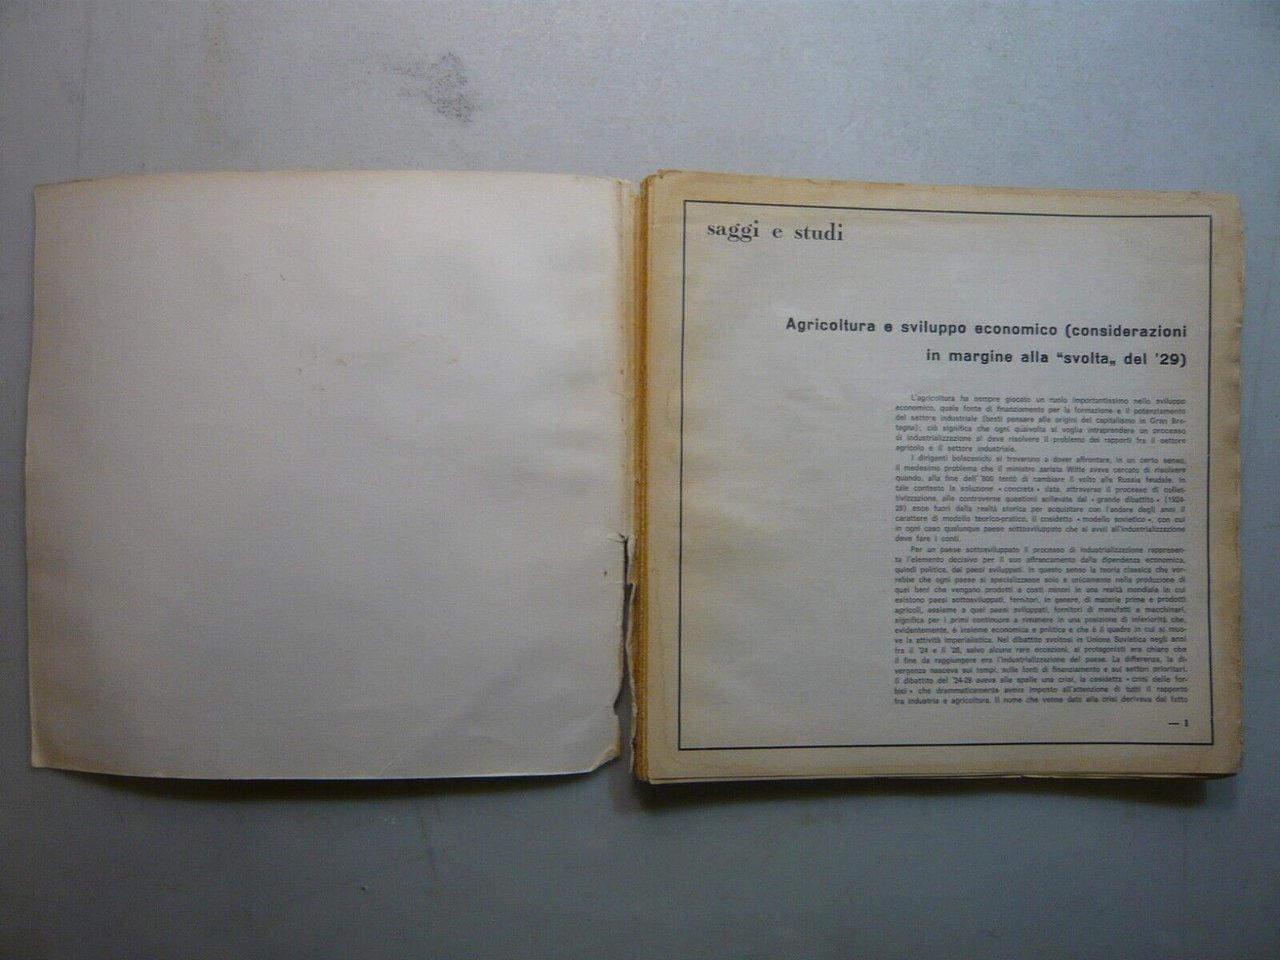 saggi e studi
Agricoltura e sviluppo economico (considerazioni
in margine alla "svolta„ del '29)
L'agricoltura ha sempre giocato un ruolo importantissimo nello sviluppo
economico, quale fonte di finanziamento per la formazione e il potenziamento
del settore industriale (basti pensare alle origini del capitalismo in Gran Bre-
tagna); ciò significa che ogni qualvolta si voglia intraprendere un processo
di industrializzazione si deve risolvere il problema dei rapporti fra il settore
agricolo e il settore industriale.
I dirigenti bolscevichi si trovarono a dover affrontare, in un certo senso,
il medesimo problema che il ministro zarista Witte aveva cercato di risolvere
quando, alla fine dell' '800 tentò di cambiare il volto alla Russia feudale. In
tale contesto la soluzione « concreta » data, attraverso il processo di collet-
tivizzazione, alle controverse questioni sollevate dal « grande dibattito » (1924-
28) esce fuori dalla realtà storica per acquistare con l'andare degli anni il
carattere di modello teorico-pratico, il cosidetto « modello sovietico », con cui
in ogni caso qualunque paese sottosviluppato che si avvii all'industrializzazione
deve fare i conti.
Per un paese sottosviluppato il processo di industrializzazione rappresen-
ta l'elemento decisivo per il suo affrancamento dalla dipendenza economica,
quindi politica, dai paesi sviluppati. In questo senso la teoria classica che vor-
rebbe che ogni paese si specializzasse solo e unicamente nella produzione di
quei beni che vengano prodotti a costi minori in una realtà mondiale in cui
esistono paesi sottosviluppati, fornitori, in genere, di materie prime e prodotti
agricoli, assieme a quei paesi sviluppati, fornitori di manufatti e macchinari,
significa per i primi continuare a rimanere in una posizione di inferiorità che,
evidentemente, è insieme economica e politica e che è il quadro in cui si muo-
ve la attività imperialistica. Nel dibattito svoltosi in Unione Sovietica negli anni
fra il '24 e il '28, salvo alcune rare eccezioni, ai protagonisti era chiaro che
il fine da raggiungere era l'industrializzazione del paese. La differenza, la di-
vergenza nasceva sui tempi, sulle fonti di finanziamento e sui settori prioritari.
Il dibattito del '24-28 aveva alle spalle una crisi, la cosidetta « crisi delle for-
bici » che drammaticamente aveva imposto all'attenzione di tutti il rapporto
fra industria e agricoltura. Il nome che venne dato alla crisi derivava dal fatto
— 1